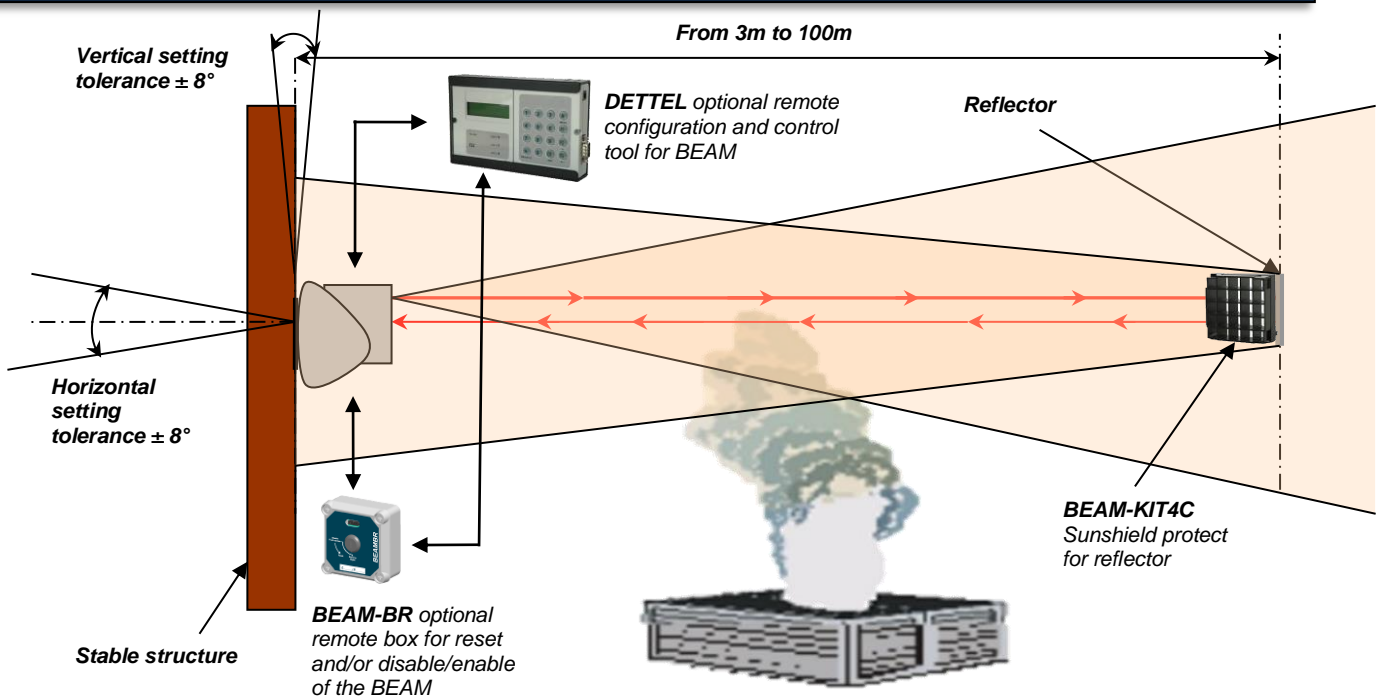 From 3m to 100m
Vertical setting
tolerance ± 8°
DETTEL optional remote
configuration and control
tool for BEAM
Reflector
Horizontal
setting
tolerance ± 8°
BEAM-KIT4C
Sunshield protect
for reflector
BEAMBR
BEAM-BR optional
remote box for reset
and/or disable/enable
of the BEAM
Stable structure